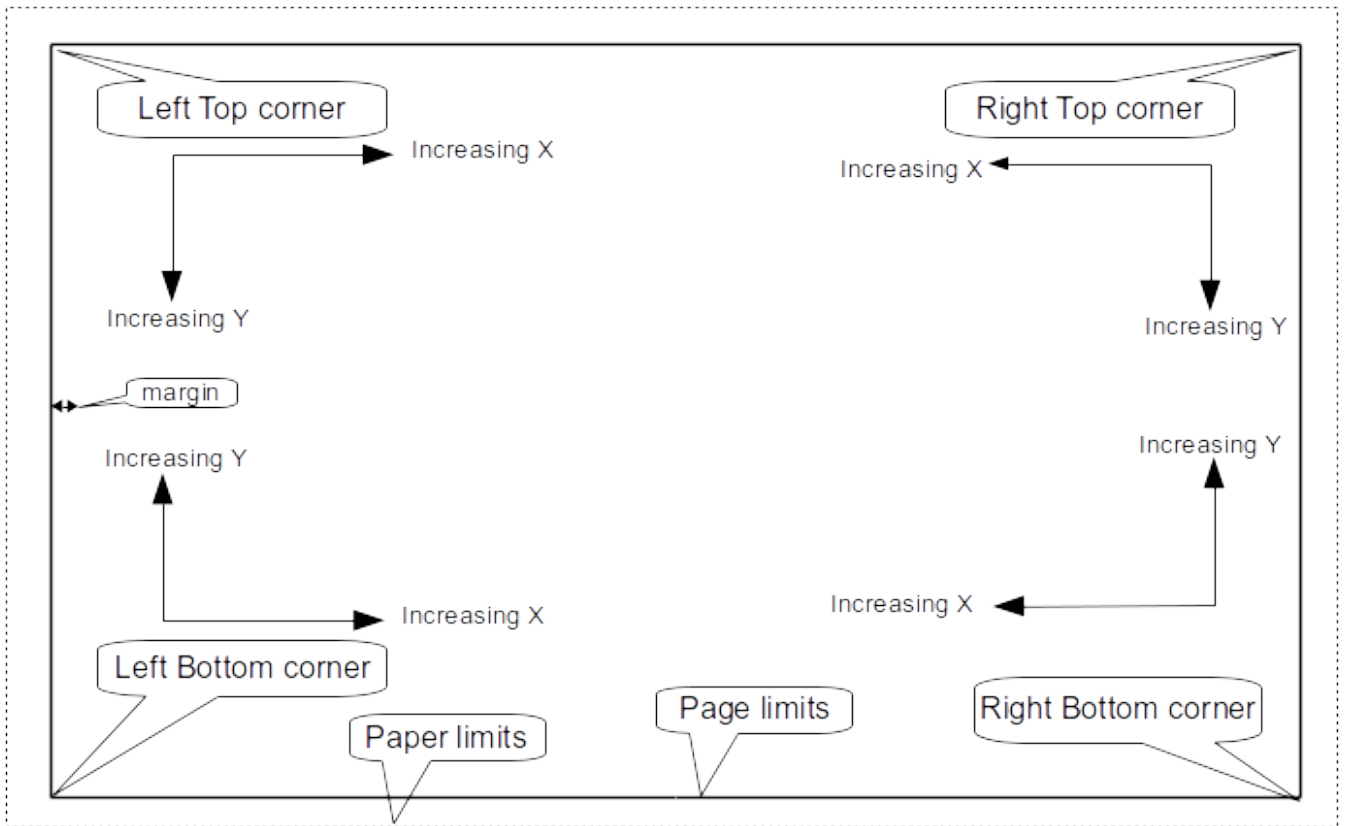 Left Top corner
Right Top corner
Increasing X
Increasing X
Increasing Y
Increasing Y
margin
Increasing Y
Increasing Y
Increasing X
Increasing X
Left Bottom corner
Page limits
Right Bottom corner
Paper limits